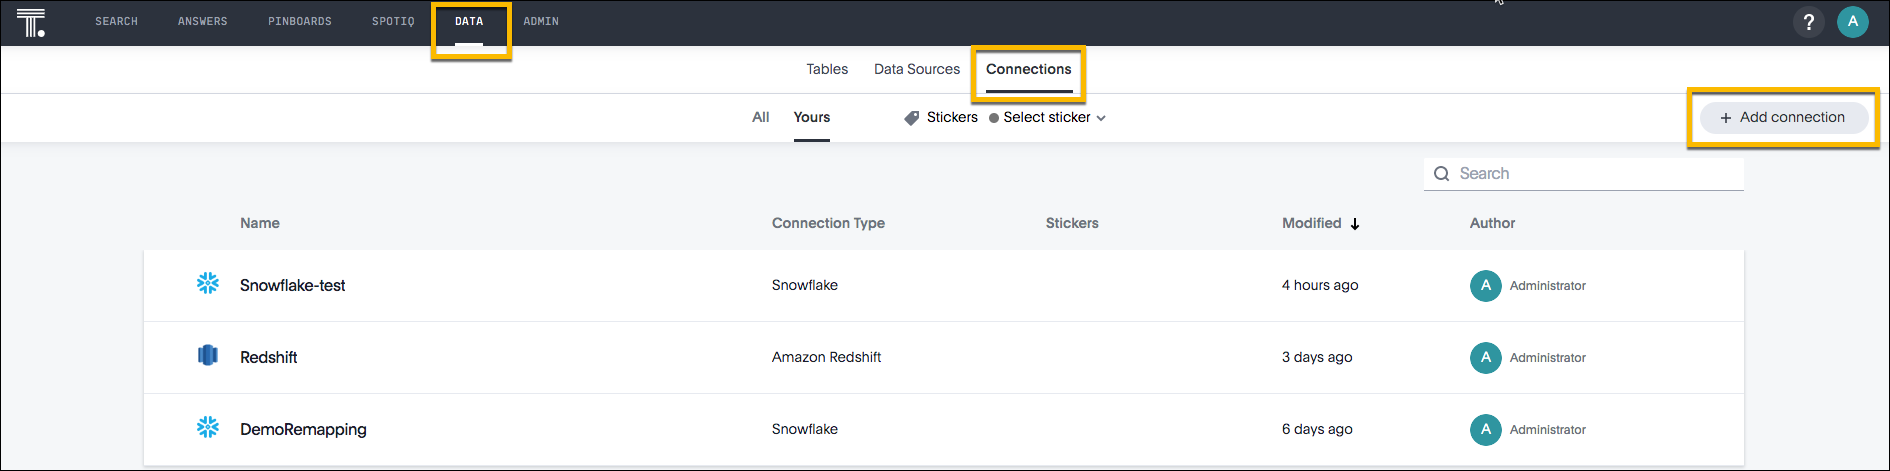 T. SEARCH ANSWERS PINBOARDS SPOTIQ DATA ADMIN ? A
Tables Data Sources Connections
All Yours Stickers Select sticker + Add connection
Search
Name Connection Type Stickers Modified Author
Snowflake-test Snowflake 4 hours ago A Administrator
Redshift Amazon Redshift 3 days ago A Administrator
DemoRemapping Snowflake 6 days ago A Administrator